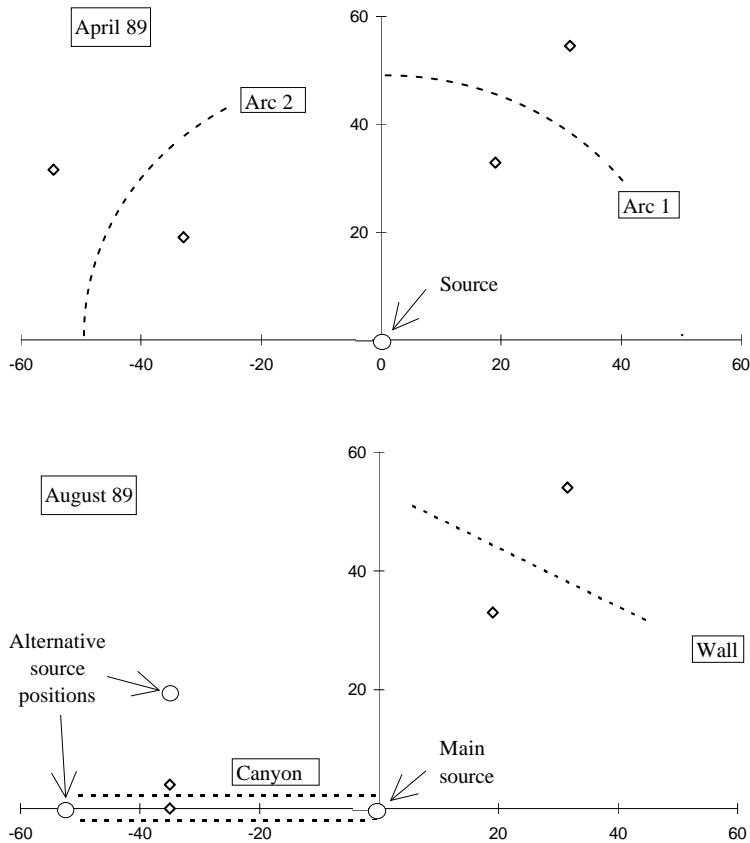 April 89
60
Arc 2
40
Arc 1
20
Source
-60 -40 -20 0 20 40 60
60
August 89
40
Alternative
source
positions
Wall
20
Main
source
Canyon
-60 -40 -20 20 40 60